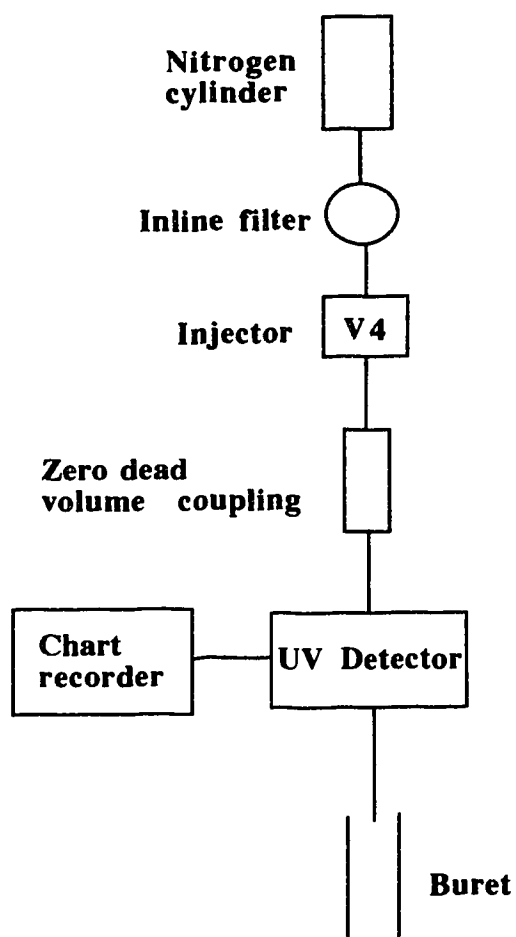 Nitrogen
cylinder
Inline filter
Injector
V4
Zero dead
volume coupling
Chart
recorder
UV Detector
Buret